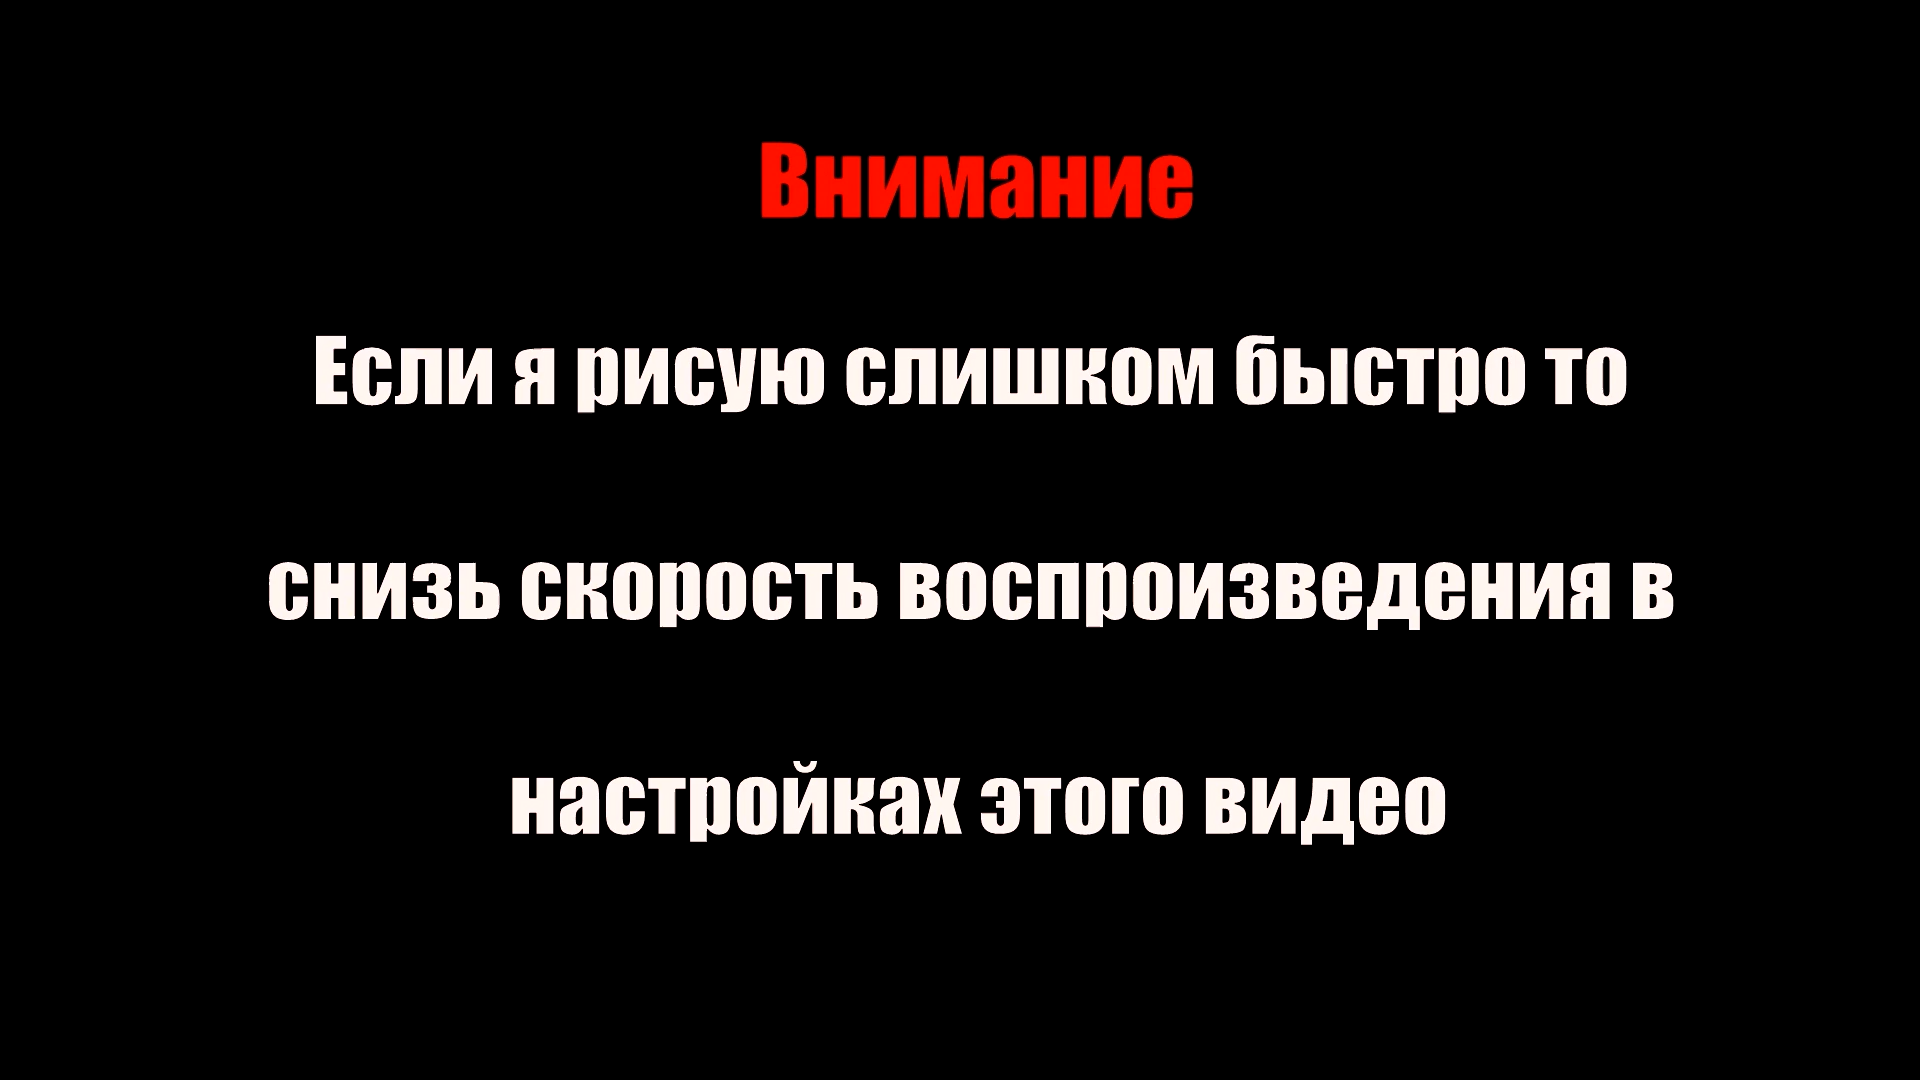 Внимание
Если я рисую слишком быстро то
снизь скорость воспроизведения в
настройках этого видео